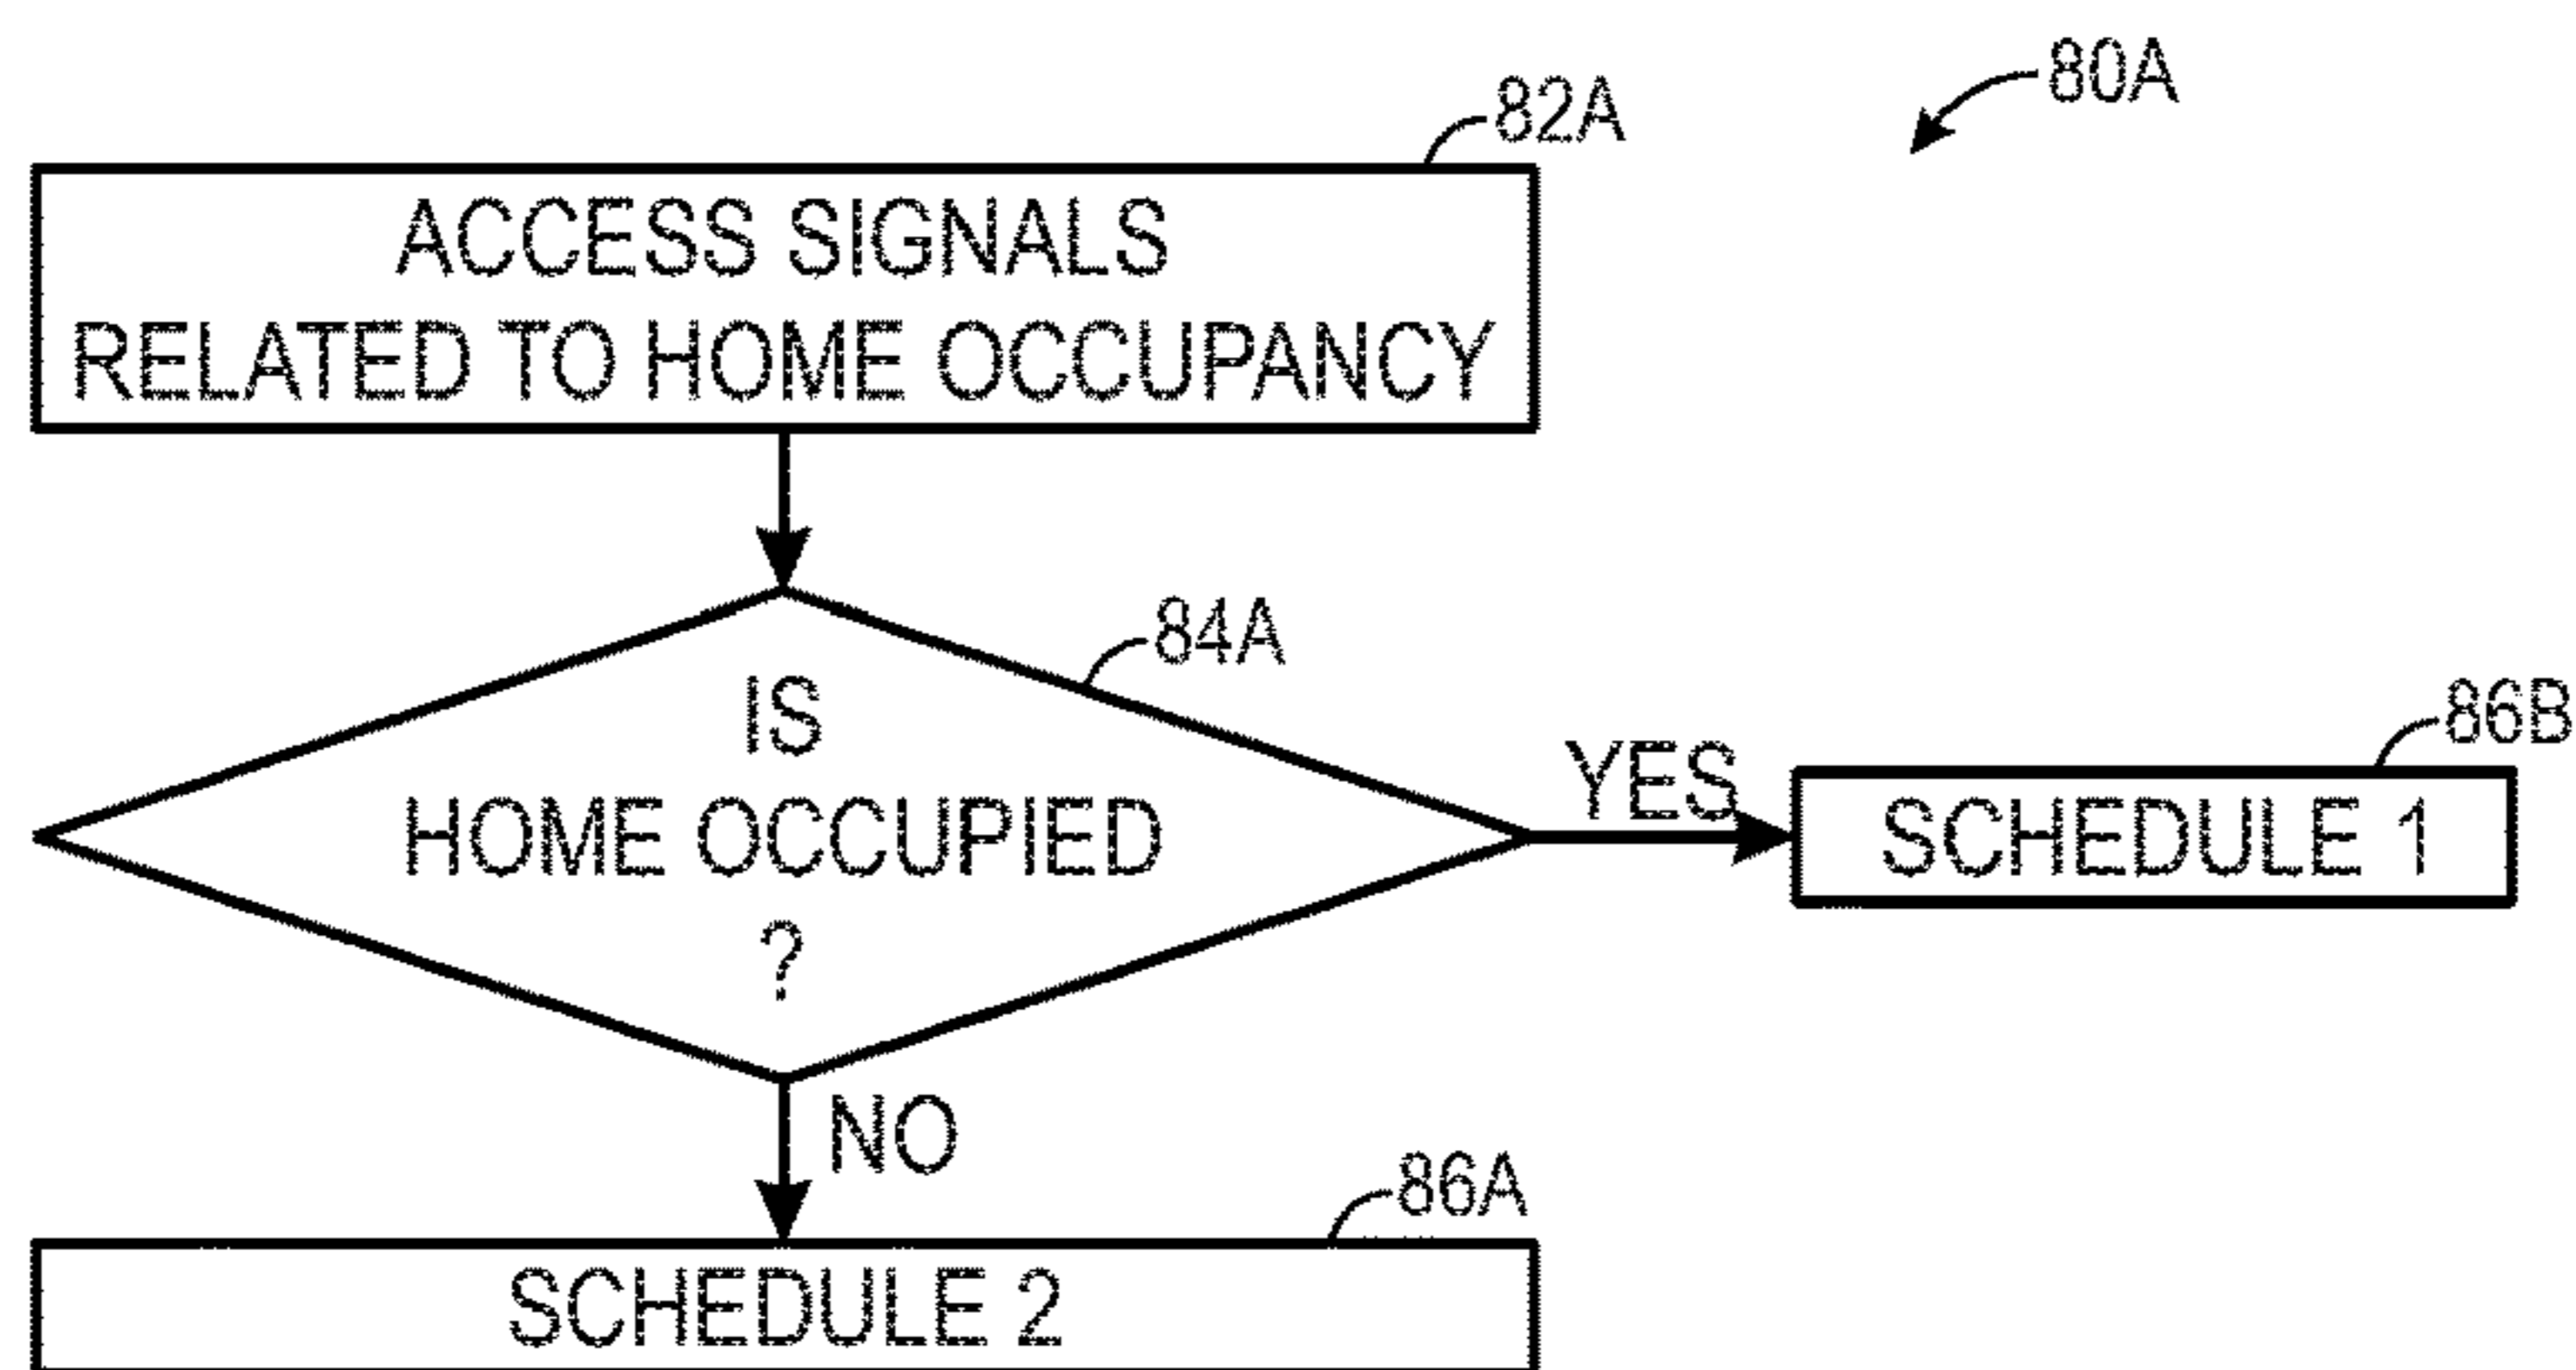 80A
82A
ACCESS SIGNALS
RELATED TO HOME OCCUPANCY
84A
IS
HOME OCCUPIED
?
YES
86B
SCHEDULE 1
NO
86A
SCHEDULE 2